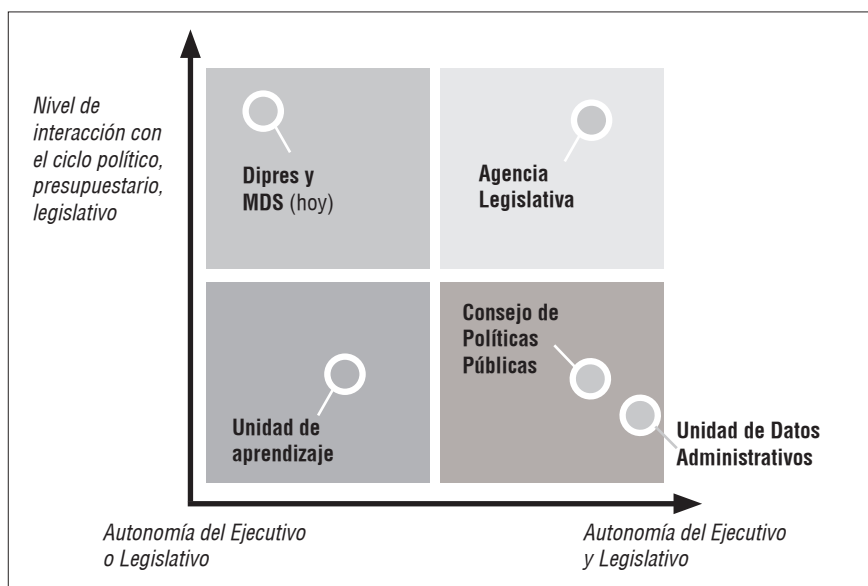 Nivel de
interacción con
el ciclo político,
presupuestario,
legislativo
Dipres y
MDS (hoy)
Agencia
Legislativa
Consejo de
Políticas
Públicas
Unidad de
aprendizaje
Unidad de Datos
Administrativos
Autonomía del Ejecutivo
o Legislativo
Autonomía del Ejecutivo
y Legislativo